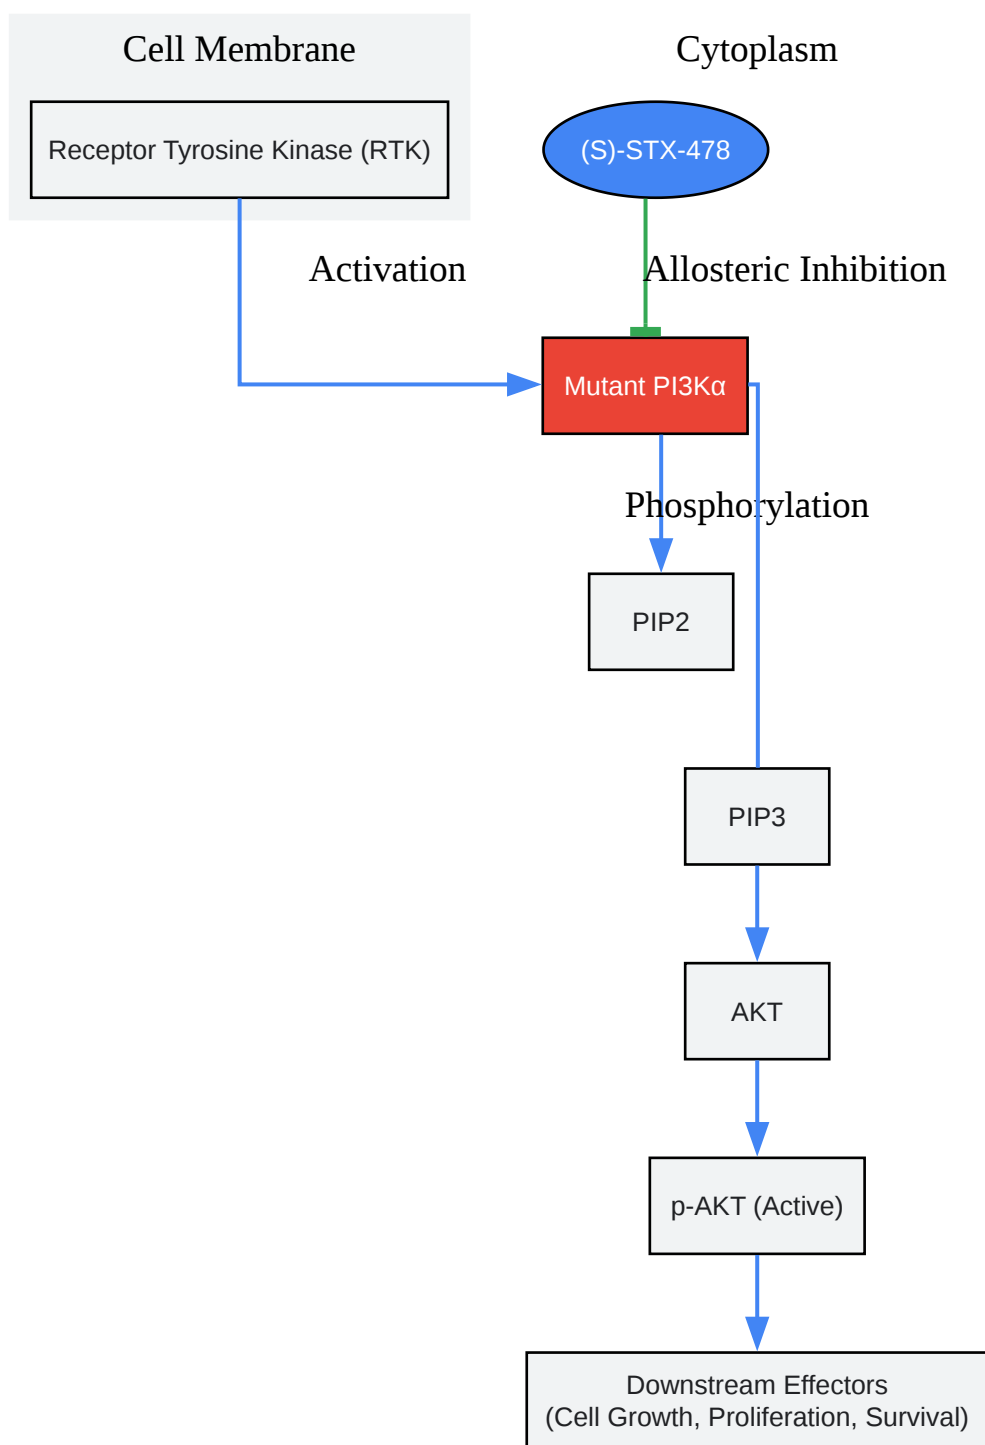 Cell Membrane
Cytoplasm
Receptor Tyrosine Kinase (RTK)
(S)-STX-478
Activation
Allosteric Inhibition
Mutant PI3Kα
Phosphorylation
PIP2
PIP3
AKT
p-AKT (Active)
Downstream Effectors
(Cell Growth, Proliferation, Survival)